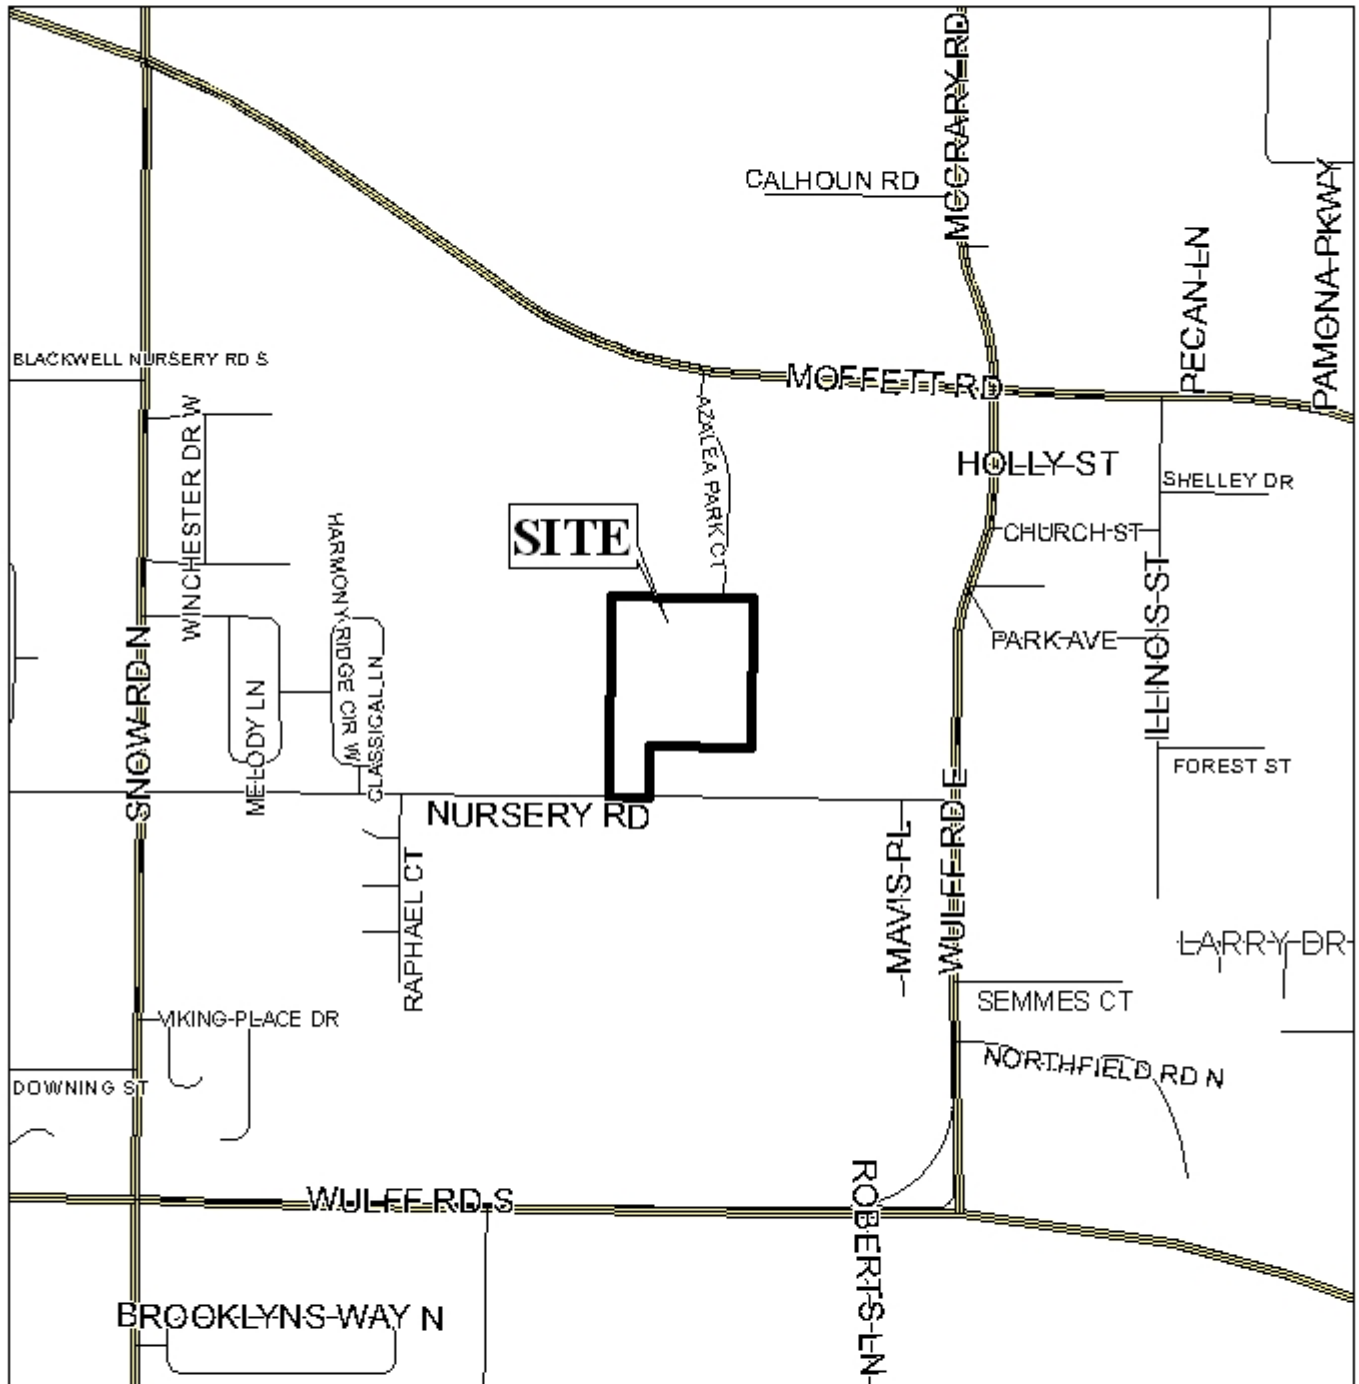 MCCRARY RD
CALHOUN RD
PAMONA PKWY
PECAN LN
BLACKWELL NURSERY RD S
MOFFETT RD
WINCHESTER DR W
AZALEA PARK CT
HOLLY ST
SHELLEY DR
SITE
HARMONY RIDGE CIR W
CHURCH ST
ILLINOIS ST
SNOW RD N
PARK AVE
MELODY LN
CLASSICAL LN
FOREST ST
NURSERY RD
WULFF RD E
MAVIS PL
RAPHAEL CT
LARRY DR
SEMMES CT
VIKING PLACE DR
NORTHFIELD RD N
DOWNING ST
WULFF RD S
ROBERTS LN
BROOKLYNS WAY N